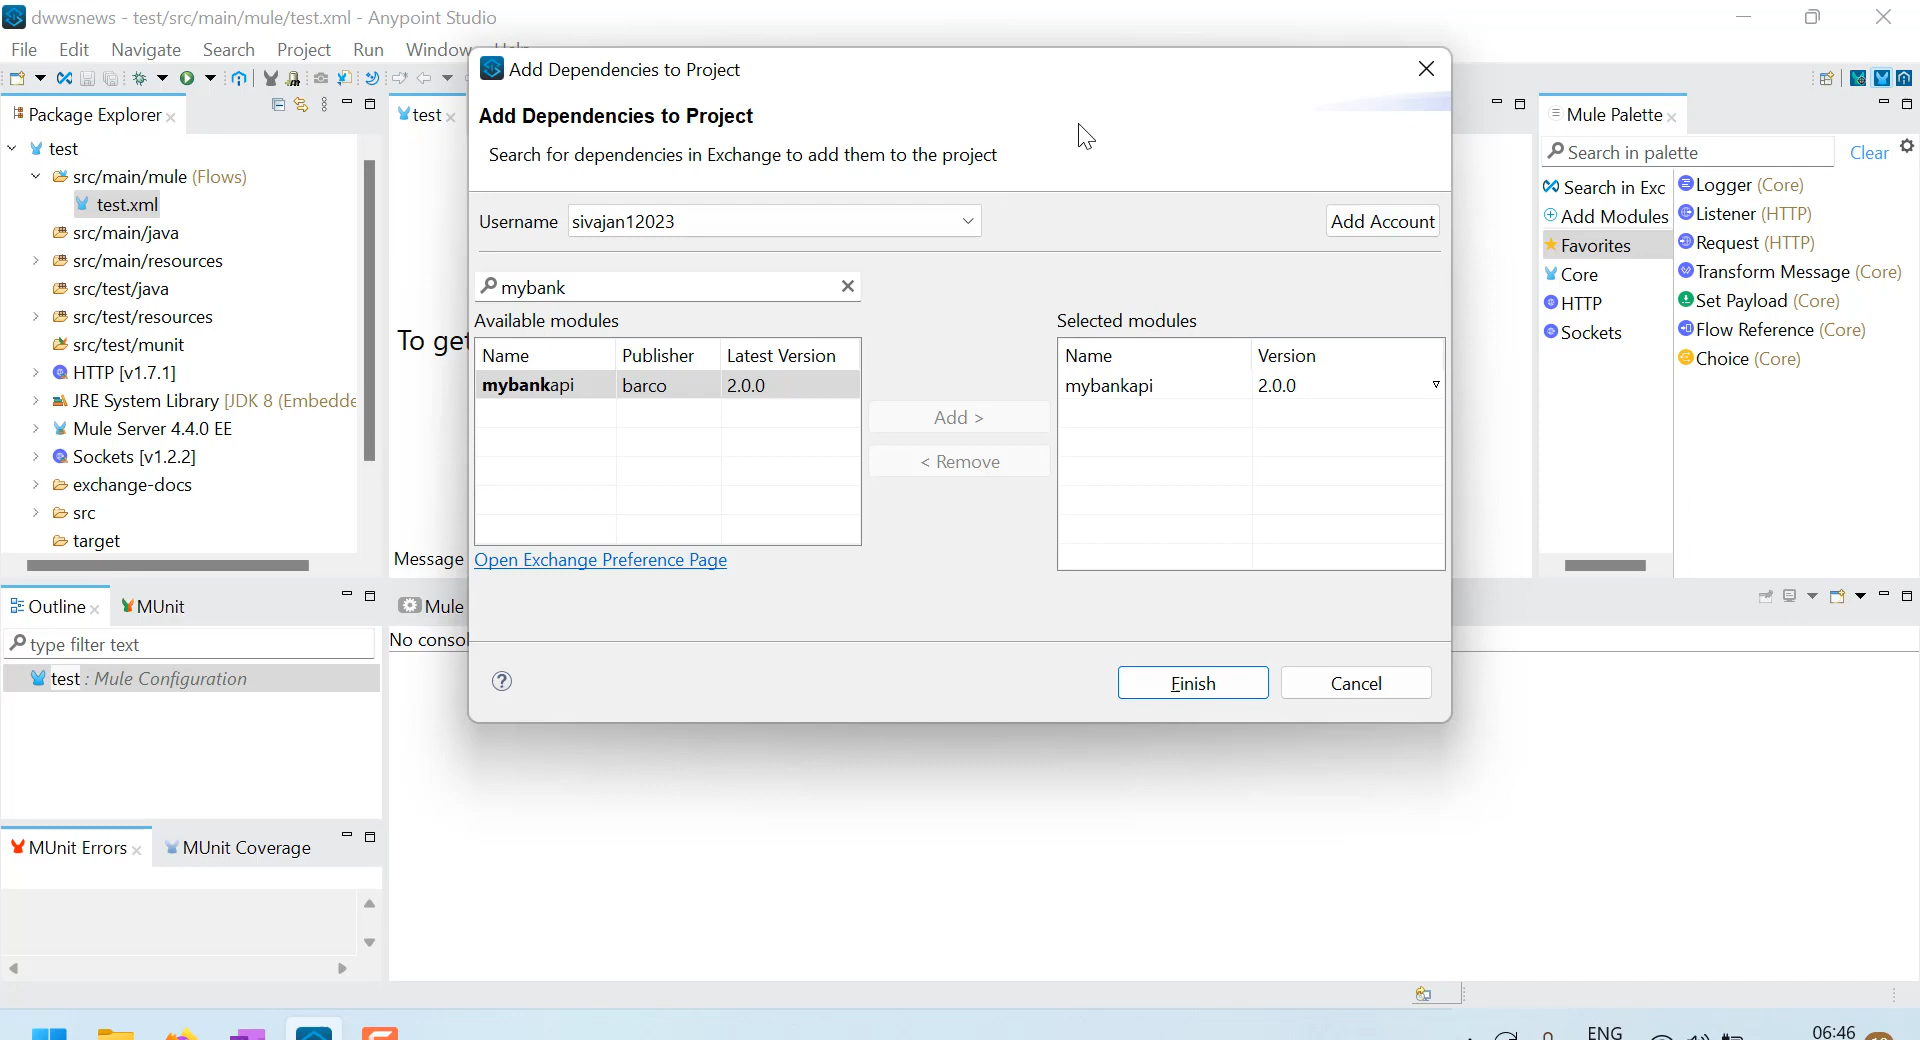 dwwsnews - test/src/main/mule/test.xml - Anypoint Studio
File Edit Navigate Search Project Run Window
Package Explorer
test
src/main/mule (Flows)
test.xml
src/main/java
src/main/resources
src/test/java
src/test/resources
src/test/munit
HTTP [v1.7.1]
JRE System Library [JDK 8 (Embedde
Mule Server 4.4.0 EE
Sockets [v1.2.2]
exchange-docs
src
target
test
To get
Message
Add Dependencies to Project
Add Dependencies to Project
Search for dependencies in Exchange to add them to the project
Username sivajan12023 Add Account
mybank
Available modules
Name Publisher Latest Version
mybankapi barco 2.0.0
Add >
< Remove
Selected modules
Name Version
mybankapi 2.0.0
Open Exchange Preference Page
Finish Cancel
Mule Palette
Search in palette Clear
Search in Exc
Add Modules
Favorites
Core
HTTP
Sockets
Logger (Core)
Listener (HTTP)
Request (HTTP)
Transform Message (Core)
Set Payload (Core)
Flow Reference (Core)
Choice (Core)
Outline MUnit
type filter text
test : Mule Configuration
Mule
No consol
MUnit Errors MUnit Coverage
ENG
06:46